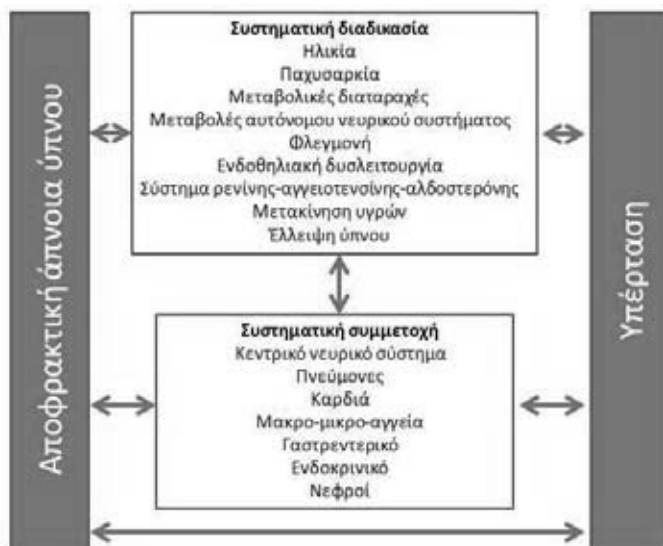 Αποφρακτική άπνοια ύπνου
Συστηματική διαδικασία
Ηλικία
Παχυσαρκία
Μεταβολικές διαταραχές
Μεταβολές αυτόνομου νευρικού συστήματος
Φλεγμονή
Ενδοθηλιακή δυσλειτουργία
Σύστημα ρενίνης-αγγειοτενσίνης-αλδοστερόνης
Μετακίνηση υγρών
Έλλειψη ύπνου
Συστηματική συμμετοχή
Κεντρικό νευρικό σύστημα
Πνεύμονες
Καρδιά
Μακρο-μικρο-αγγεία
Γαστρεντερικό
Ενδοκρινικό
Νεφροί
Υπέρταση